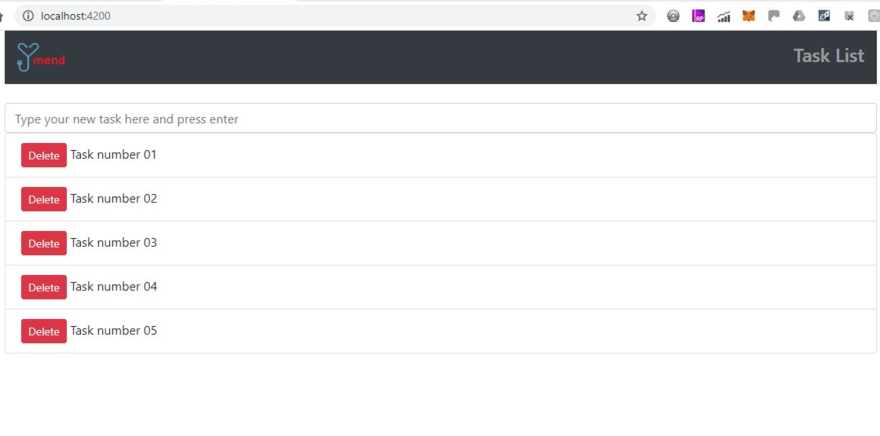 localhost:4200
RP
mend
Task List
Type your new task here and press enter
Delete Task number 01
Delete Task number 02
Delete Task number 03
Delete Task number 04
Delete Task number 05